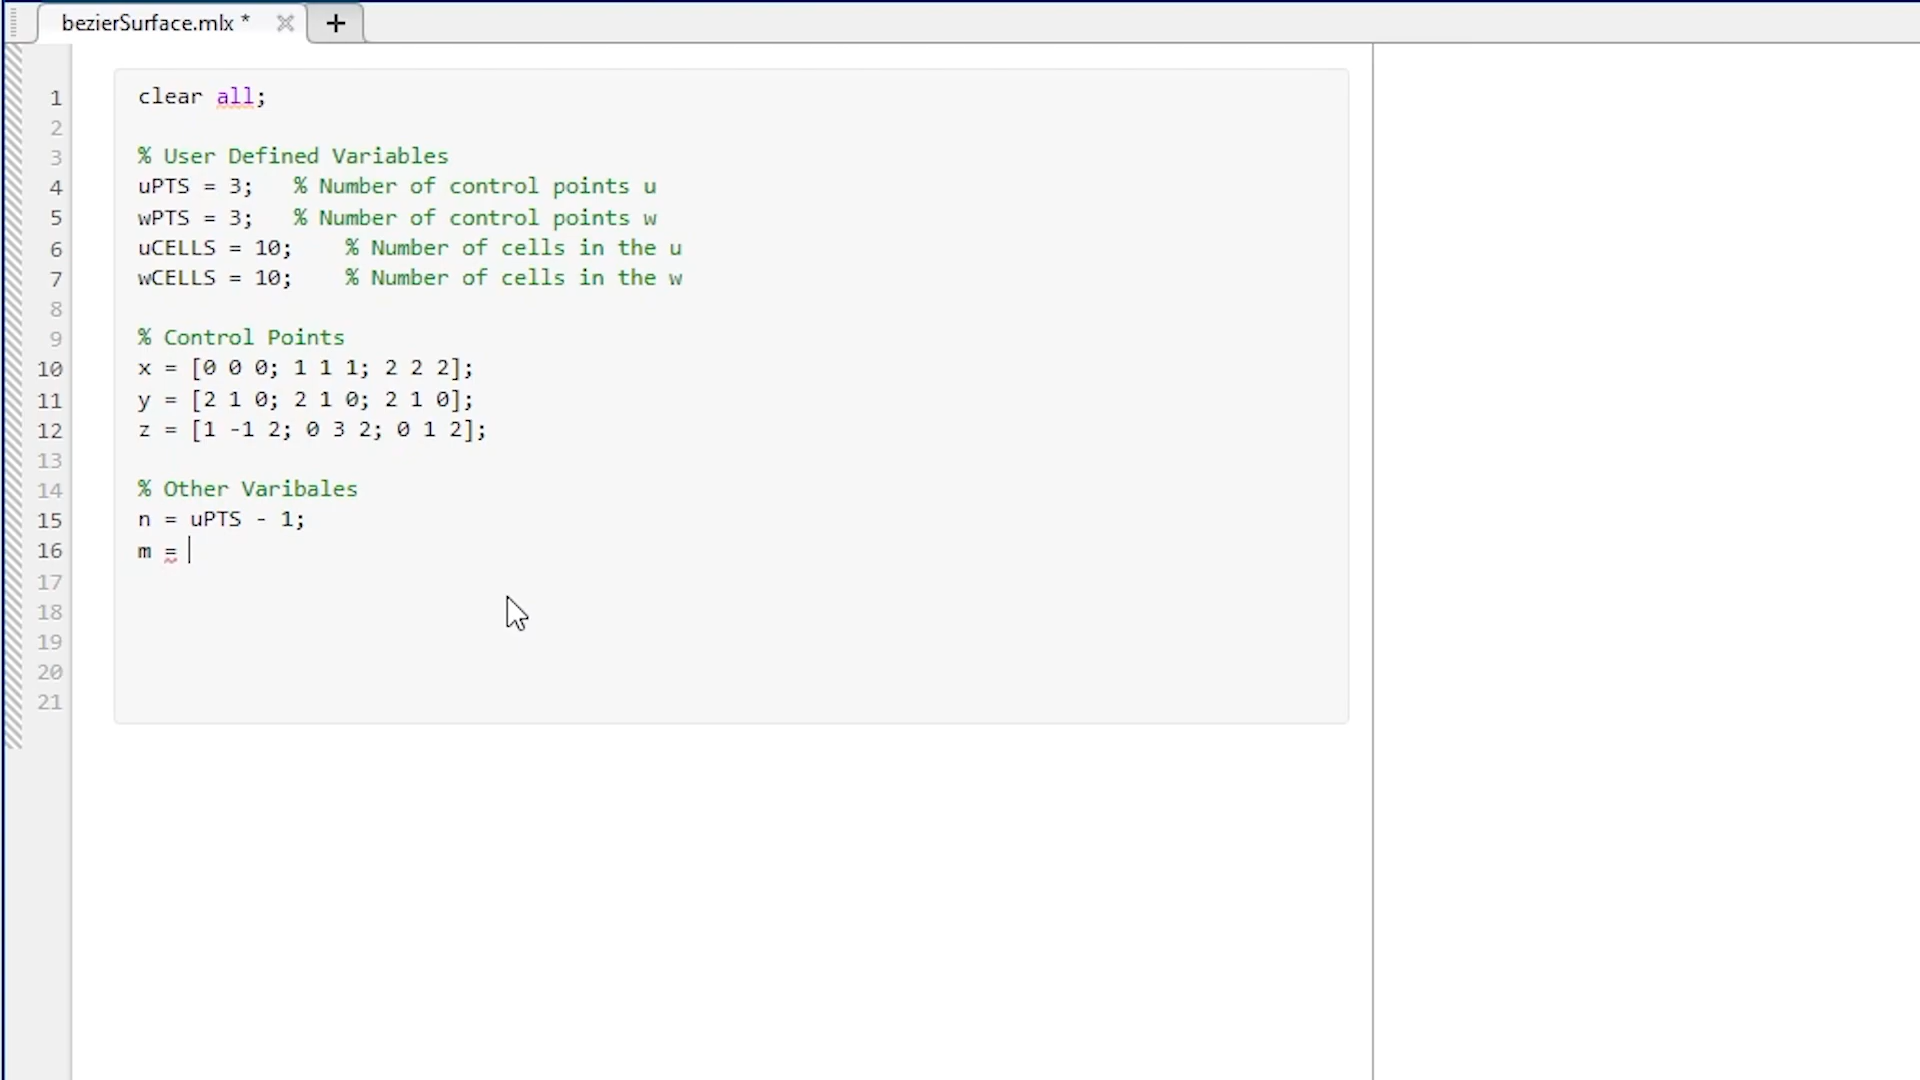 bezierSurface.mlx *
1 clear all;
2
3 % User Defined Variables
4 uPTS = 3; % Number of control points u
5 wPTS = 3; % Number of control points w
6 uCELLS = 10; % Number of cells in the u
7 wCELLS = 10; % Number of cells in the w
8
9 % Control Points
10 x = [0 0 0; 1 1 1; 2 2 2];
11 y = [2 1 0; 2 1 0; 2 1 0];
12 z = [1 -1 2; 0 3 2; 0 1 2];
13
14 % Other Varibales
15 n = uPTS - 1;
16 m =
17
18
19
20
21